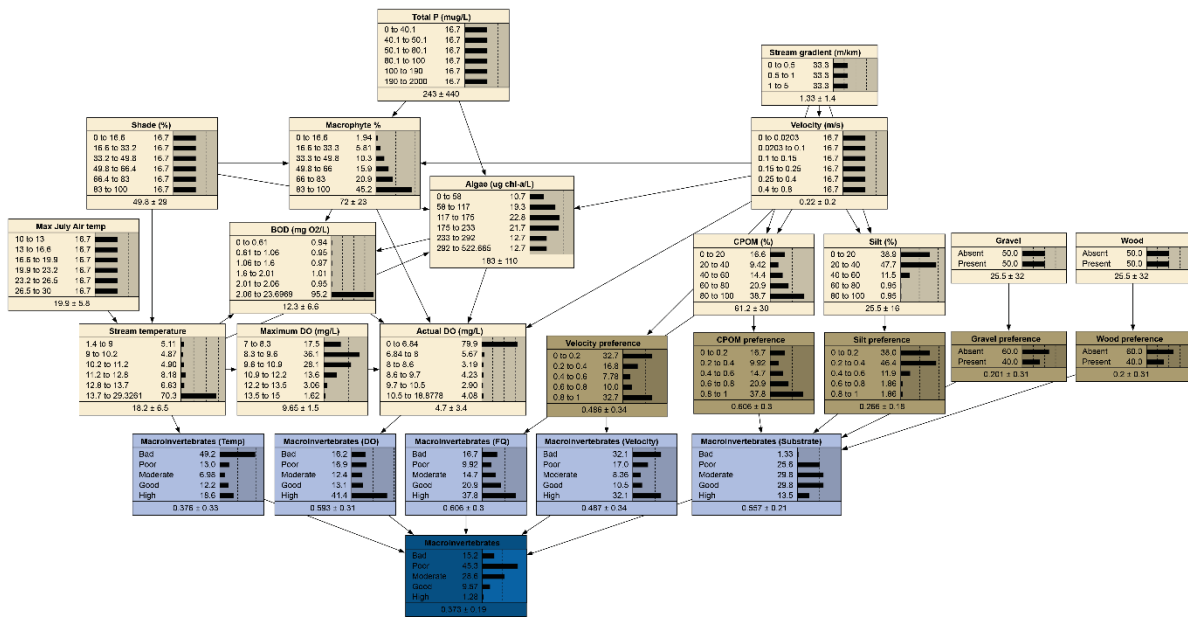 Total P (mug/L)
0 to 40.1 16.7
40.1 to 50.1 16.7
50.1 to 80.1 16.7
80.1 to 100 16.7
100 to 190 16.7
190 to 2000 16.7
243 ± 440
Stream gradient (m/km)
0 to 0.5 33.3
0.5 to 1 33.3
1 to 5 33.3
1.33 ± 1.4
Shade (%)
0 to 16.6 16.7
16.6 to 33.2 16.7
33.2 to 49.8 16.7
49.8 to 66.4 16.7
66.4 to 83 16.7
83 to 100 16.7
49.8 ± 29
Macrophyte %
0 to 16.6 1.94
16.6 to 33.3 5.81
33.3 to 49.8 10.3
49.8 to 66 15.9
66 to 83 20.9
83 to 100 45.2
72 ± 23
Velocity (m/s)
0 to 0.0203 16.7
0.0203 to 0.1 16.7
0.1 to 0.15 16.7
0.15 to 0.25 16.7
0.25 to 0.4 16.7
0.4 to 0.8 16.7
0.22 ± 0.2
Algae (ug chl-a/L)
0 to 58 10.7
58 to 117 19.3
117 to 175 22.8
175 to 233 21.7
233 to 292 12.7
292 to 522.665 12.7
183 ± 110
Max July Air temp
10 to 13 16.7
13 to 16.6 16.7
16.6 to 19.9 16.7
19.9 to 23.2 16.7
23.2 to 26.5 16.7
26.5 to 30 16.7
19.9 ± 5.8
BOD (mg O2/L)
0 to 0.61 0.94
0.61 to 1.06 0.95
1.06 to 1.6 0.97
1.6 to 2.01 1.01
2.01 to 2.06 0.95
2.06 to 23.6969 95.2
12.3 ± 6.6
CPOM (%)
0 to 20 16.6
20 to 40 9.42
40 to 60 14.4
60 to 80 20.9
80 to 100 38.7
61.2 ± 30
Silt (%)
0 to 20 38.9
20 to 40 47.7
40 to 60 11.5
60 to 80 0.95
80 to 100 0.95
25.5 ± 16
Gravel
Absent 50.0
Present 50.0
25.5 ± 32
Wood
Absent 50.0
Present 50.0
25.5 ± 32
Stream temperature
1.4 to 9 5.11
9 to 10.2 4.87
10.2 to 11.2 4.90
11.2 to 12.8 8.18
12.8 to 13.7 6.63
13.7 to 29.3261 70.3
18.2 ± 6.5
Maximum DO (mg/L)
7 to 8.3 17.5
8.3 to 9.6 36.1
9.6 to 10.9 28.1
10.9 to 12.2 13.6
12.2 to 13.5 3.06
13.5 to 15 1.62
9.65 ± 1.5
Actual DO (mg/L)
0 to 6.84 79.9
6.84 to 8 5.67
8 to 8.6 3.19
8.6 to 9.7 4.23
9.7 to 10.5 2.90
10.5 to 18.8778 4.08
4.7 ± 3.4
Velocity preference
0 to 0.2 32.7
0.2 to 0.4 16.8
0.4 to 0.6 7.78
0.6 to 0.8 10.0
0.8 to 1 32.7
0.486 ± 0.34
CPOM preference
0 to 0.2 16.7
0.2 to 0.4 9.92
0.4 to 0.6 14.7
0.6 to 0.8 20.9
0.8 to 1 37.8
0.606 ± 0.3
Silt preference
0 to 0.2 38.0
0.2 to 0.4 46.4
0.4 to 0.6 11.9
0.6 to 0.8 1.86
0.8 to 1 1.86
0.266 ± 0.18
Gravel preference
Absent 60.0
Present 40.0
0.201 ± 0.31
Wood preference
Absent 60.0
Present 40.0
0.2 ± 0.31
Macroinvertebrates (Temp)
Bad 49.2
Poor 13.0
Moderate 6.98
Good 12.2
High 18.6
0.376 ± 0.33
Macroinvertebrates (DO)
Bad 16.2
Poor 16.9
Moderate 12.4
Good 13.1
High 41.4
0.593 ± 0.31
Macroinvertebrates (FQ)
Bad 16.7
Poor 9.92
Moderate 14.7
Good 20.9
High 37.8
0.606 ± 0.3
Macroinvertebrates (Velocity)
Bad 32.1
Poor 17.0
Moderate 8.36
Good 10.5
High 32.1
0.487 ± 0.34
Macroinvertebrates (Substrate)
Bad 1.33
Poor 25.6
Moderate 29.8
Good 29.8
High 13.5
0.557 ± 0.21
Macroinvertebrates
Bad 15.2
Poor 45.3
Moderate 28.6
Good 9.67
High 1.28
0.373 ± 0.19